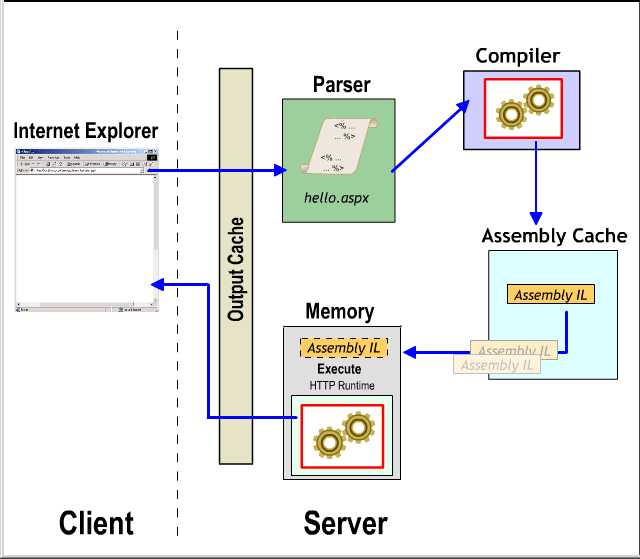 Compiler
Parser
Internet Explorer
<% ...
... %>
<% ...
... %>
hello.aspx
Assembly Cache
Output Cache
Assembly IL
Memory
Assembly IL
Execute
HTTP Runtime
Assembly IL
Assembly IL
Client
Server